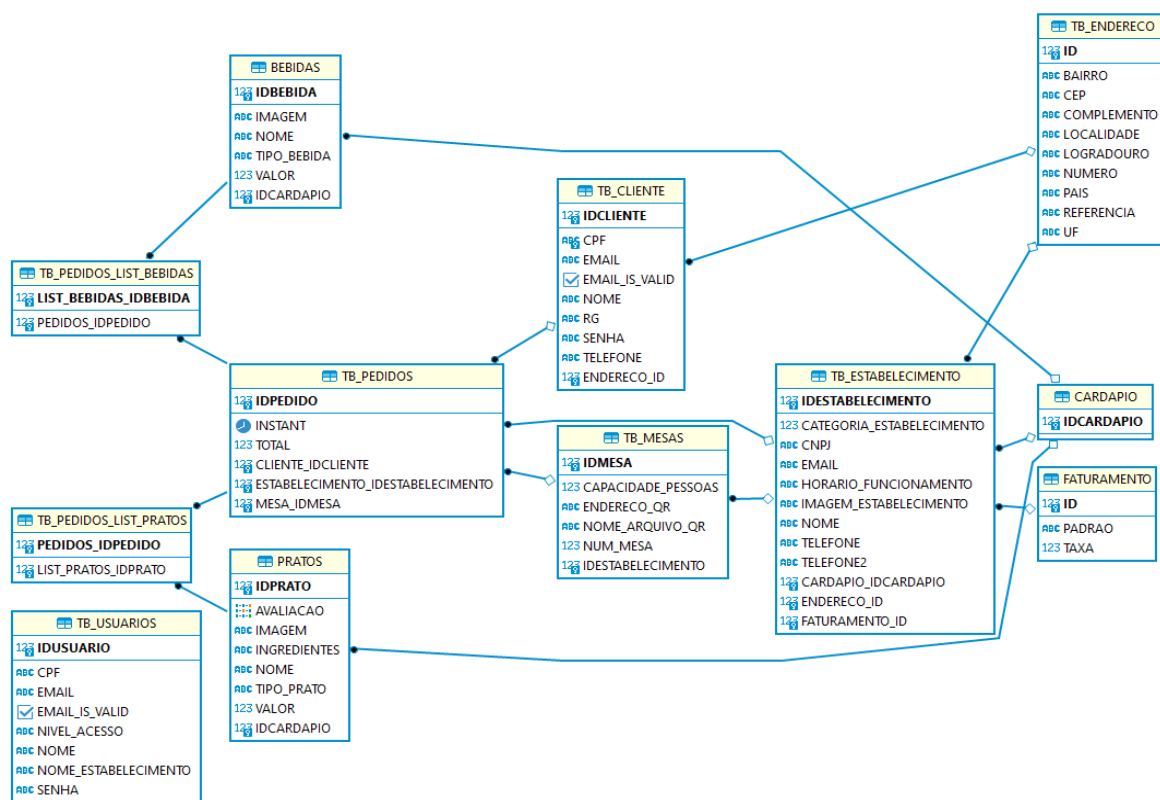 BEBIDAS
IDBEBIDA
IMAGEM
NOME
TIPO_BEBIDA
VALOR
IDCARDAPIO
TB_PEDIDOS_LIST_BEBIDAS
LIST_BEBIDAS_IDBEBIDA
PEDIDOS_IDPEDIDO
TB_PEDIDOS
IDPEDIDO
INSTANT
TOTAL
CLIENTE_IDCLIENTE
ESTABELECIMENTO_IDESTABELECIMENTO
MESA_IDMESA
TB_PEDIDOS_LIST_PRATOS
PEDIDOS_IDPEDIDO
LIST_PRATOS_IDPRATO
PRATOS
IDPRATO
AVALIACAO
IMAGEM
INGREDIENTES
NOME
TIPO_PRATO
VALOR
IDCARDAPIO
TB_USUARIOS
IDUSUARIO
CPF
EMAIL
EMAIL_IS_VALID
NIVEL_ACESSO
NOME
NOME_ESTABELECIMENTO
SENHA
TB_CLIENTE
IDCLIENTE
CPF
EMAIL
EMAIL_IS_VALID
NOME
RG
SENHA
TELEFONE
ENDERECO_ID
TB_MESAS
IDMESA
CAPACIDADE_PESSOAS
ENDERECO_QR
NOME_ARQUIVO_QR
NUM_MESA
IDESTABELECIMENTO
TB_ESTABELECIMENTO
IDESTABELECIMENTO
CATEGORIA_ESTABELECIMENTO
CNPJ
EMAIL
HORARIO_FUNCIONAMENTO
IMAGEM_ESTABELECIMENTO
NOME
TELEFONE
TELEFONE2
CARDAPIO_IDCARDAPIO
ENDERECO_ID
FATURAMENTO_ID
TB_ENDERECO
ID
BAIRRO
CEP
COMPLEMENTO
LOCALIDADE
LOGRADOURO
NUMERO
PAIS
REFERENCIA
UF
CARDAPIO
IDCARDAPIO
FATURAMENTO
ID
PADRAO
TAXA